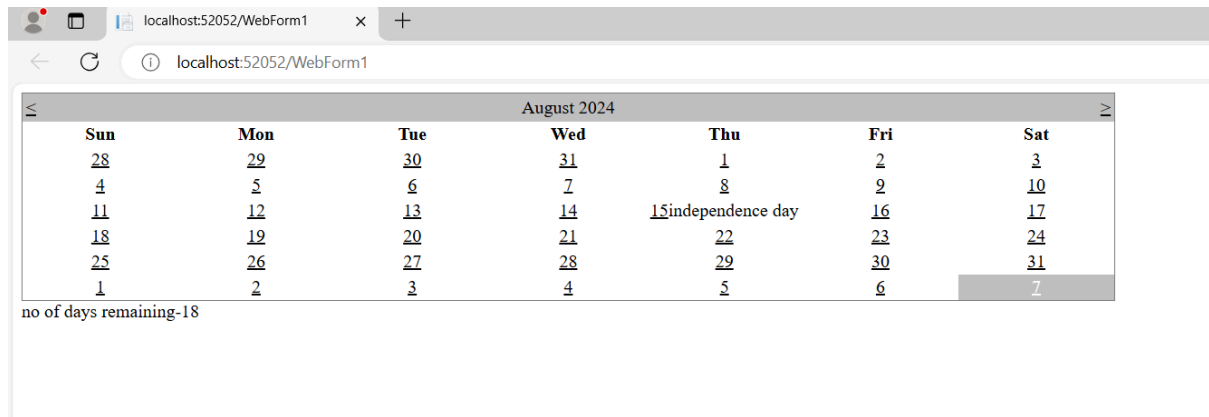 localhost:52052/WebForm1
localhost:52052/WebForm1
< August 2024 >
Sun Mon Tue Wed Thu Fri Sat
28 29 30 31 1 2 3
4 5 6 7 8 9 10
11 12 13 14 15independence day 16 17
18 19 20 21 22 23 24
25 26 27 28 29 30 31
1 2 3 4 5 6 7
no of days remaining-18